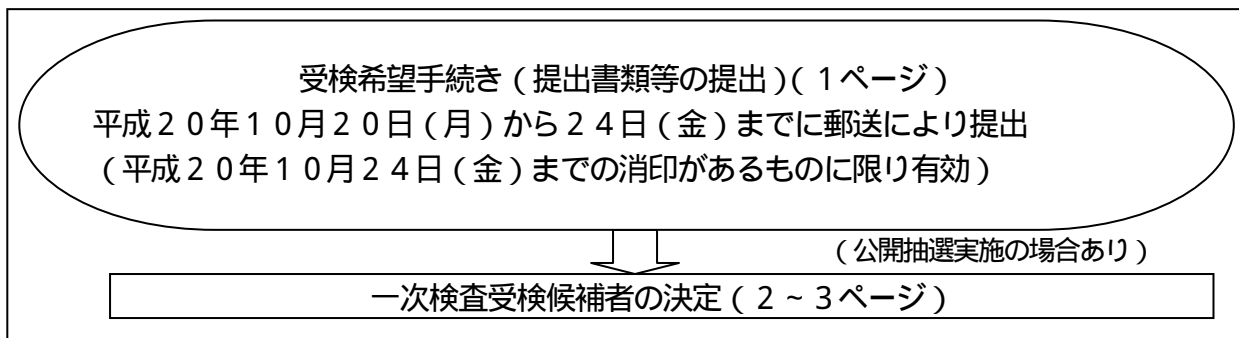 受検希望手続き(提出書類等の提出)(1ページ)
平成20年10月20日(月)から24日(金)までに郵送により提出
(平成20年10月24日(金)までの消印があるものに限り有効)
(公開抽選実施の場合あり)
一次検査受検候補者の決定(2~3ページ)